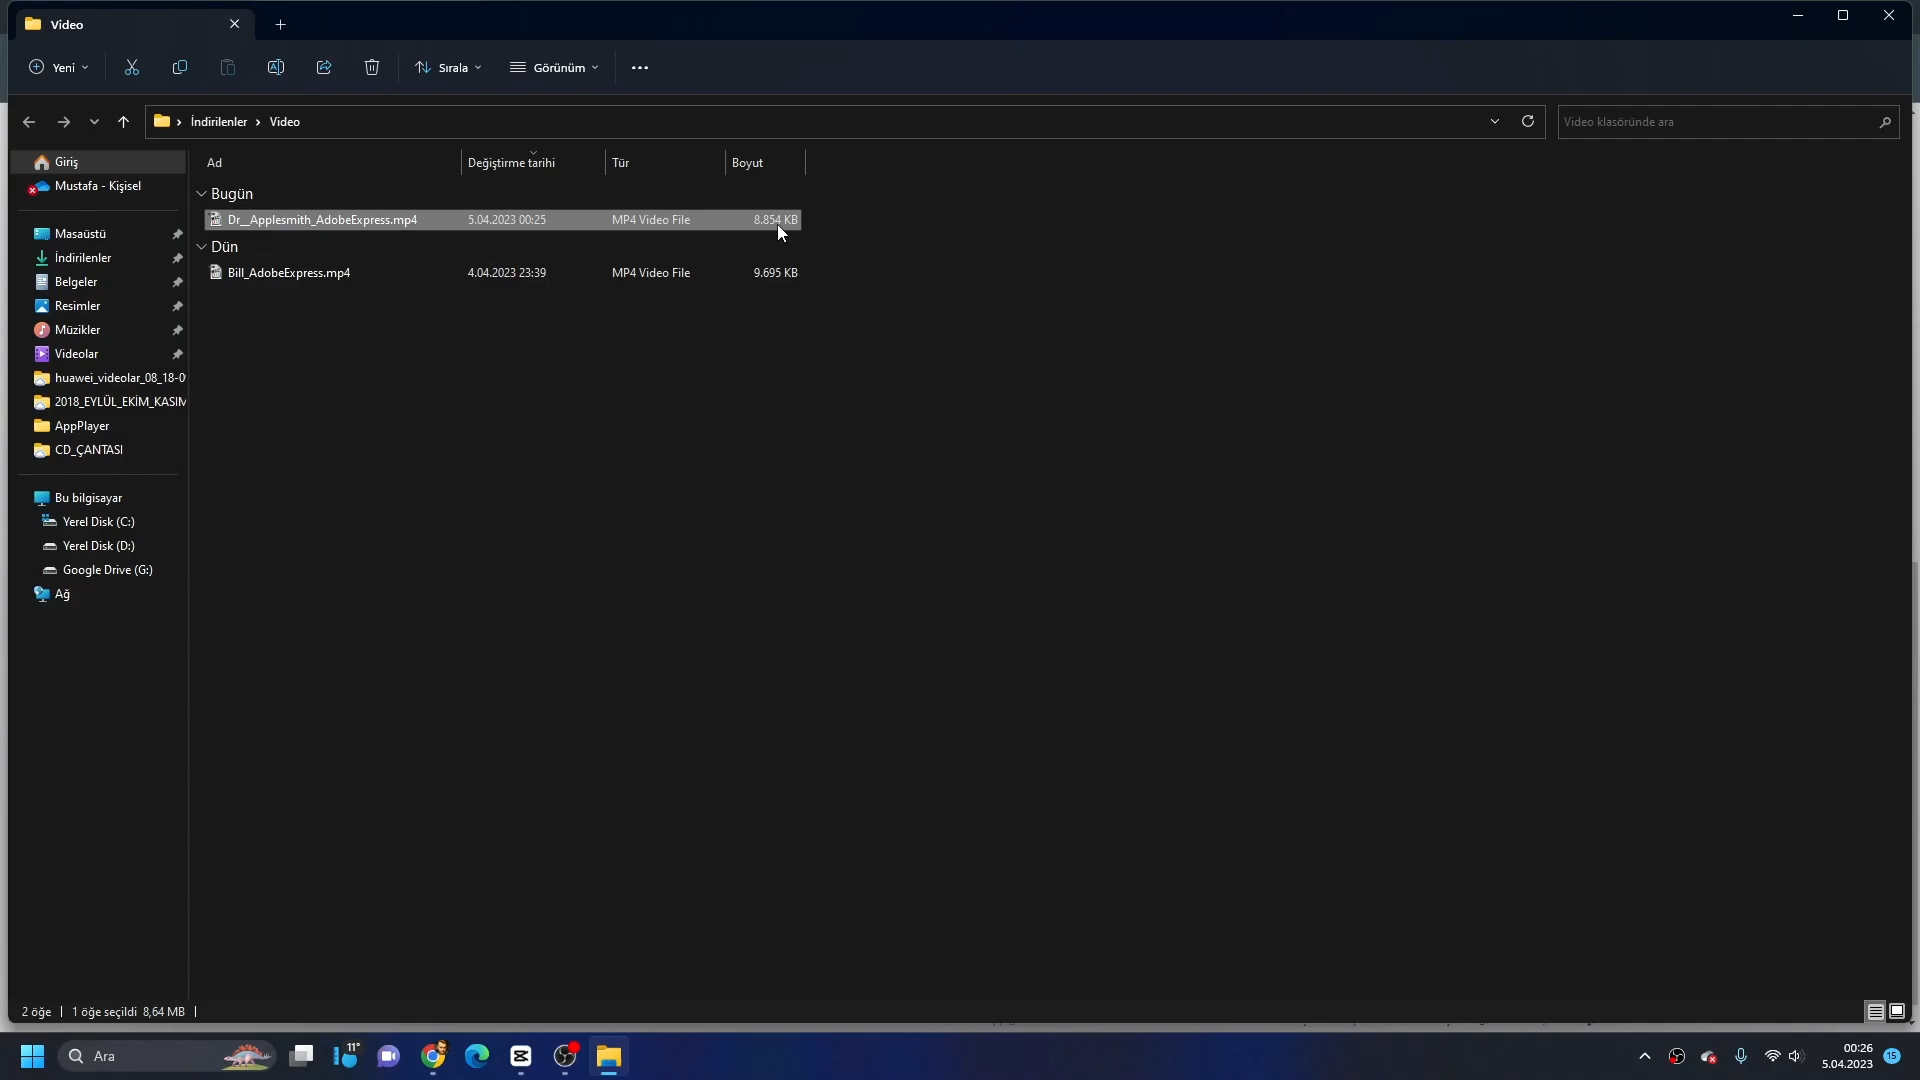 Video
Yeni
Sırala
Görünüm
İndirilenler > Video
Video klasöründe ara
Giriş
Mustafa - Kişisel
Masaüstü
İndirilenler
Belgeler
Resimler
Müzikler
Videolar
huawei_videolar_08_18-0
2018_EYLÜL_EKİM_KASIM
AppPlayer
CD_ÇANTASI
Bu bilgisayar
Yerel Disk (C:)
Yerel Disk (D:)
Google Drive (G:)
Ağ
Ad Değiştirme tarihi Tür Boyut
Bugün
Dr__Applesmith_AdobeExpress.mp4 5.04.2023 00:25 MP4 Video File 8.854 KB
Dün
Bill_AdobeExpress.mp4 4.04.2023 23:39 MP4 Video File 9.695 KB
2 öğe 1 öğe seçildi 8,64 MB
Ara
11°
00:26
5.04.2023
15